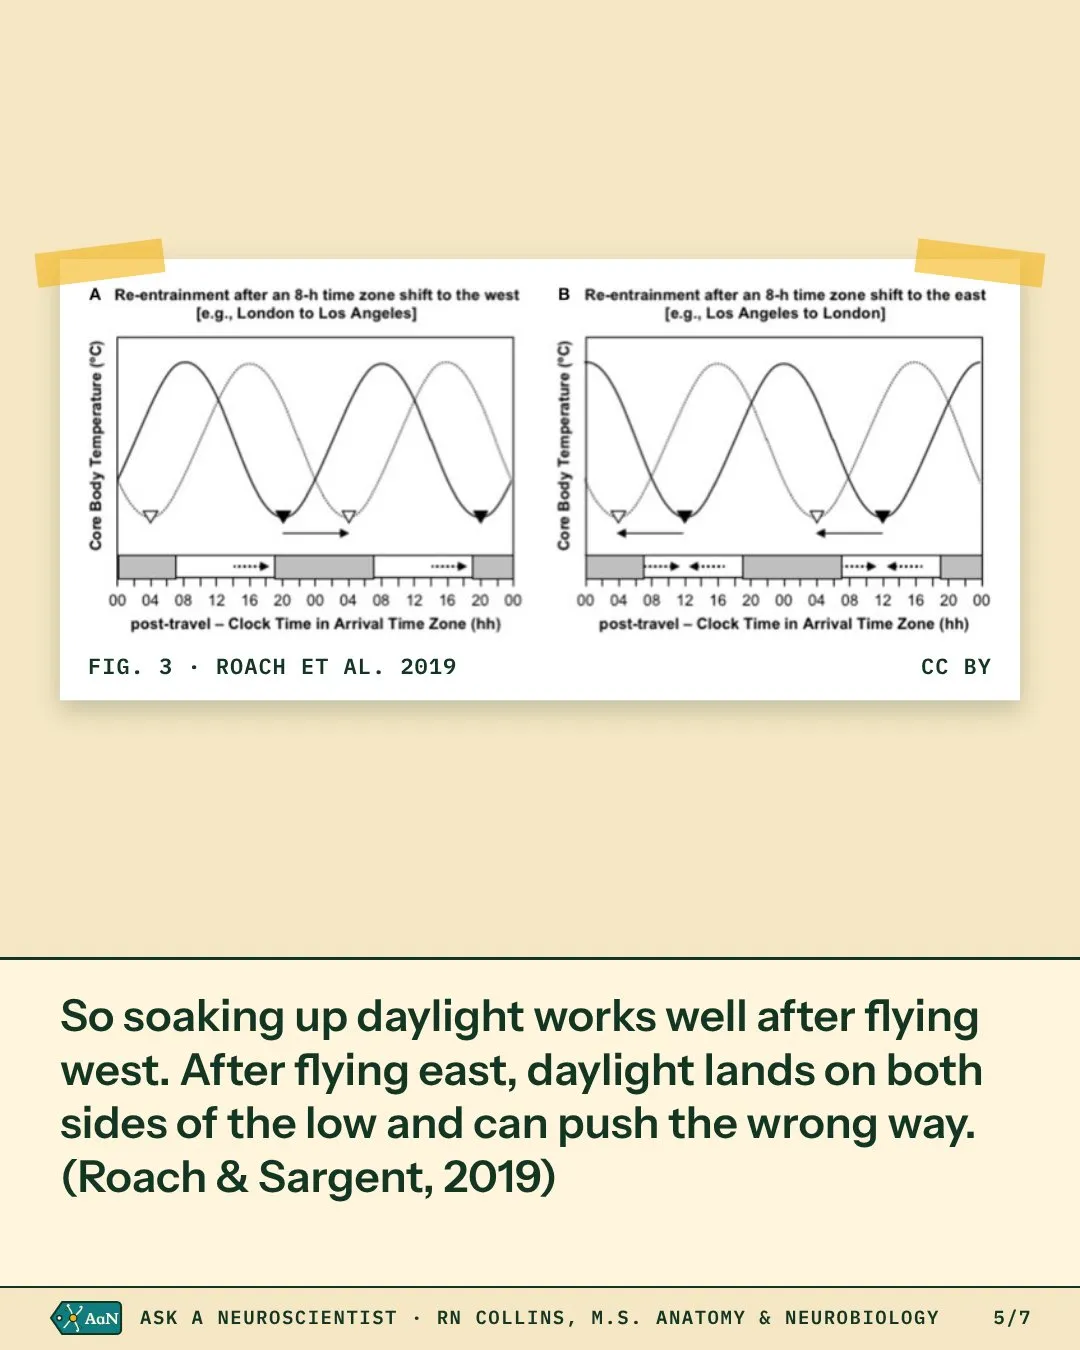 A Re-entrainment after an 8-h time zone shift to the west
[e.g., London to Los Angeles]
Core Body Temperature (°C)
00 04 08 12 16 20 00 04 08 12 16 20 00
post-travel – Clock Time in Arrival Time Zone (hh)
B Re-entrainment after an 8-h time zone shift to the east
[e.g., Los Angeles to London]
Core Body Temperature (°C)
00 04 08 12 16 20 00 04 08 12 16 20 00
post-travel – Clock Time in Arrival Time Zone (hh)
FIG. 3 · ROACH ET AL. 2019
CC BY
So soaking up daylight works well after flying
west. After flying east, daylight lands on both
sides of the low and can push the wrong way.
(Roach & Sargent, 2019)
AaN
ASK A NEUROSCIENTIST · RN COLLINS, M.S. ANATOMY & NEUROBIOLOGY
5/7